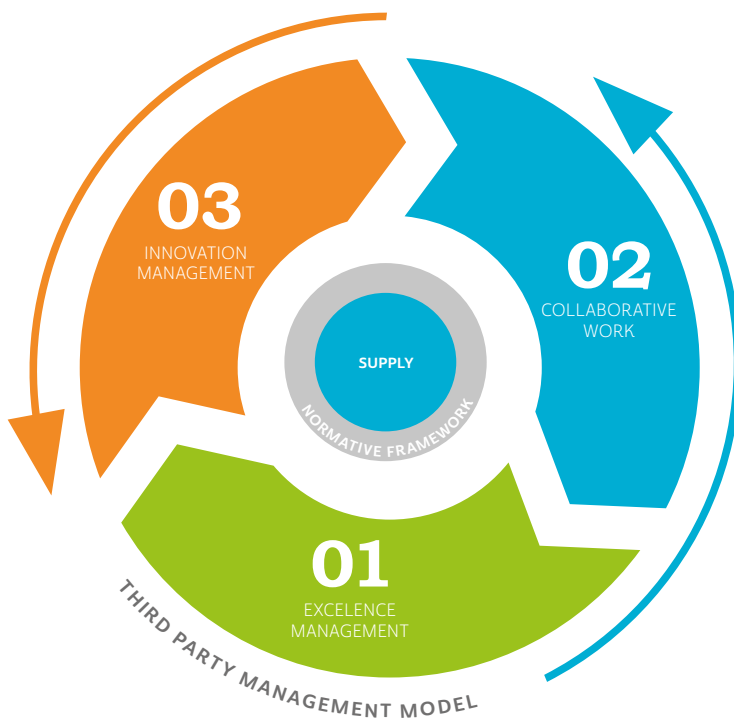 03
INNOVATION
MANAGEMENT
02
COLLABORATIVE
WORK
SUPPLY
NORMATIVE FRAMEWORK
01
EXCELENCE
MANAGEMENT
THIRD PARTY MANAGEMENT MODEL